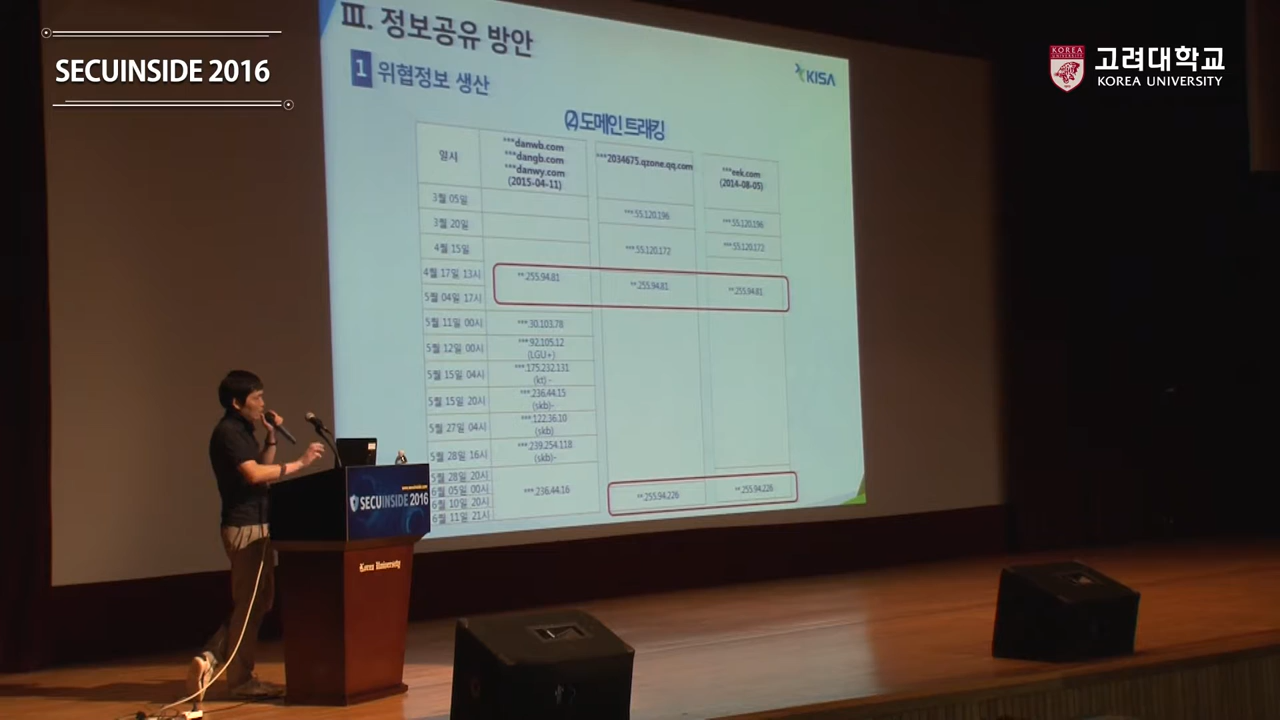 SECUINSIDE 2016
KOREA UNIVERSITY
고려대학교
KOREA UNIVERSITY
Ⅲ. 정보공유 방안
1 위협정보 생산
KISA
(2)도메인 트래킹
일시
***danwb.com
***dangb.com
***danwy.com
(2015-04-11)
***2034675.qzone.qq.com
***eek.com
(2014-08-05)
3월 05일
***.55.120.196
***.55.120.196
3월 20일
4월 15일
***.55.120.172
***.55.120.172
4월 17일 13시
**.255.94.81
**.255.94.81
**.255.94.81
5월 04일 17시
5월 11일 00시
***.30.103.78
5월 12일 00시
***.92.105.12
(LGU+)
5월 15일 04시
***.175.232.131
(kt) -
5월 15일 20시
***.236.44.15
(skb)-
5월 27일 04시
***.122.36.10
(skb)
5월 28일 16시
***.239.254.118
(skb)-
5월 28일 20시
6월 05일 00시
6월 10일 20시
6월 11일 21시
***.236.44.16
**.255.94.226
**.255.94.226
www.secuinside.com
SECUINSIDE 2016
Korea University